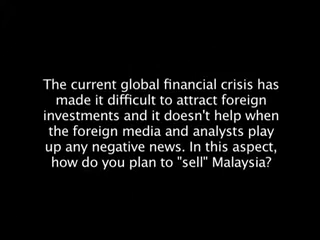 The current global financial crisis has
made it difficult to attract foreign
investments and it doesn't help when
the foreign media and analysts play
up any negative news. In this aspect,
how do you plan to "sell" Malaysia?